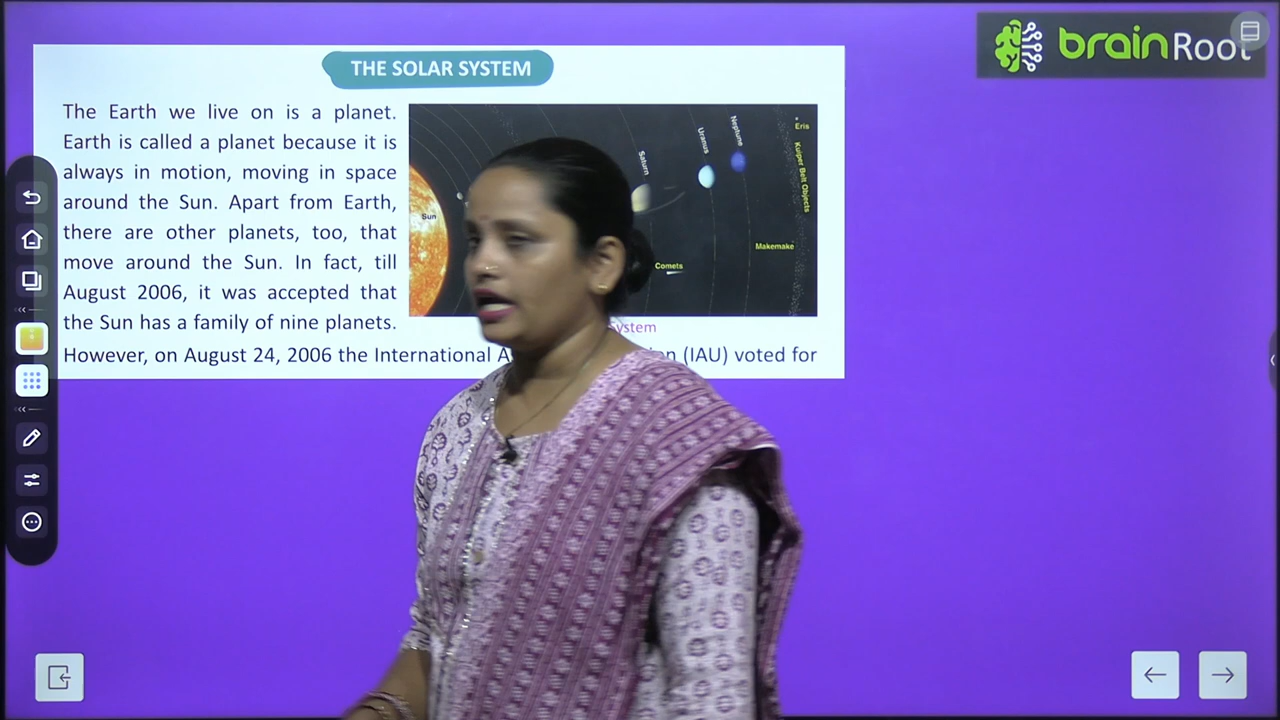 brainRoot
THE SOLAR SYSTEM
The Earth we live on is a planet.
Earth is called a planet because it is
always in motion, moving in space
around the Sun. Apart from Earth,
there are other planets, too, that
move around the Sun. In fact, till
August 2006, it was accepted that
the Sun has a family of nine planets.
However, on August 24, 2006 the International (IAU) voted for
Sun
Saturn
Uranus
Neptune
Eris
Kuiper Belt Objects
Makemake
Comets
System